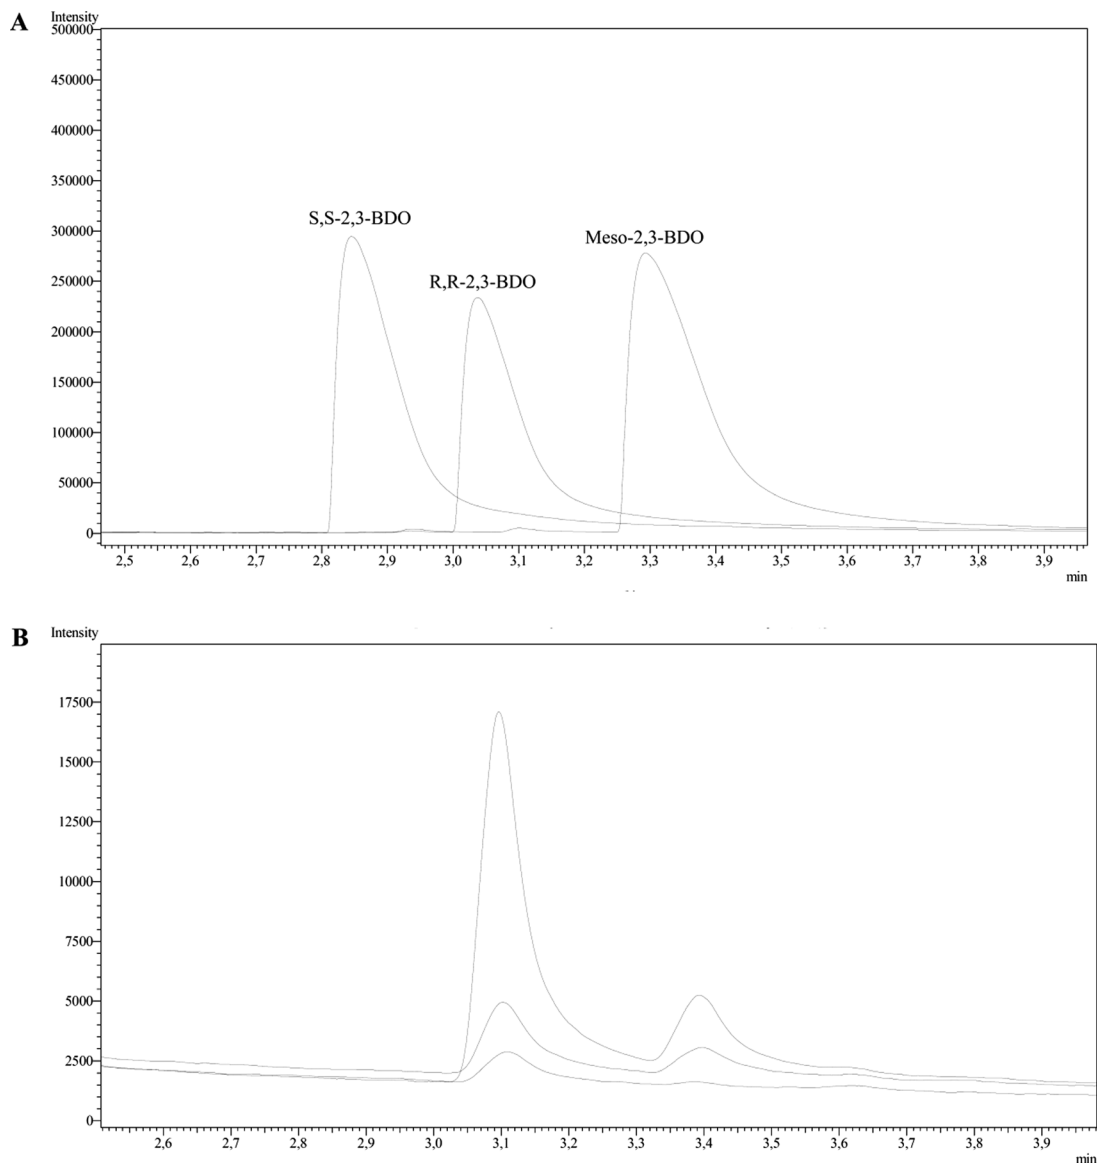 A
Intensity
500000
450000
400000
350000
300000
250000
200000
150000
100000
50000
0
S,S-2,3-BDO
R,R-2,3-BDO
Meso-2,3-BDO
2,5 2,6 2,7 2,8 2,9 3,0 3,1 3,2 3,3 3,4 3,5 3,6 3,7 3,8 3,9
min
B
Intensity
17500
15000
12500
10000
7500
5000
2500
0
2,6 2,7 2,8 2,9 3,0 3,1 3,2 3,3 3,4 3,5 3,6 3,7 3,8 3,9
min